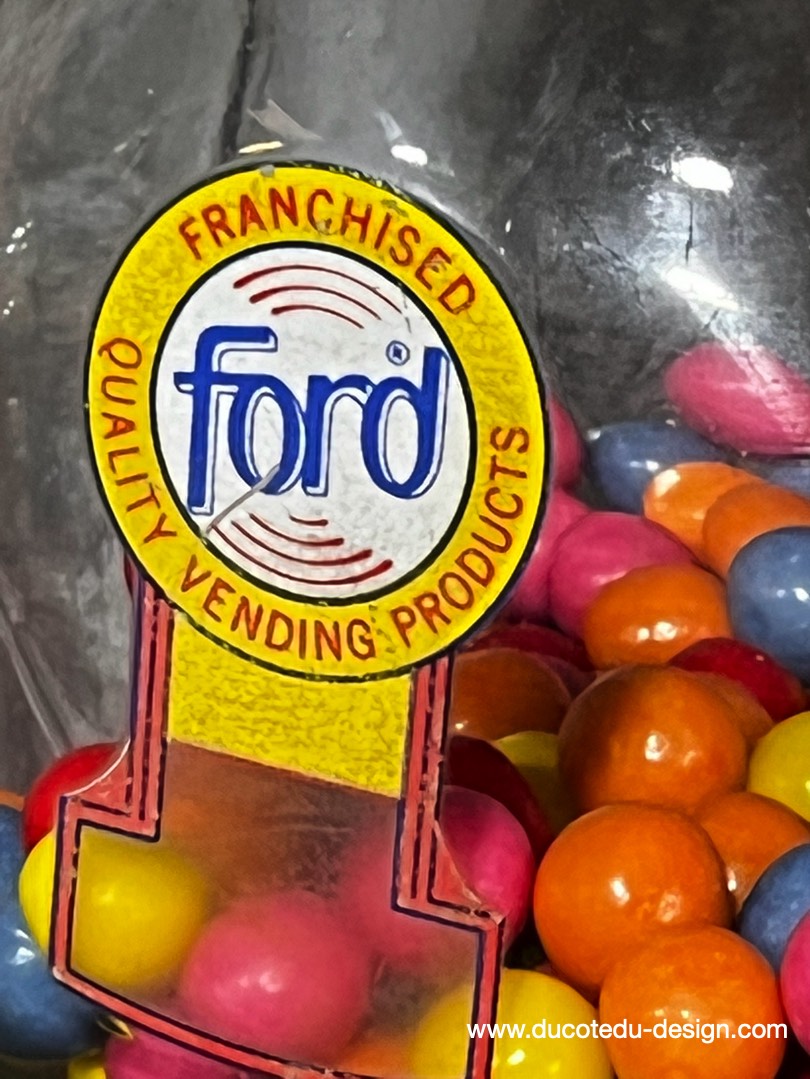 FRANCHISED
ford®
QUALITY VENDING PRODUCTS
www.ducotedu-design.com